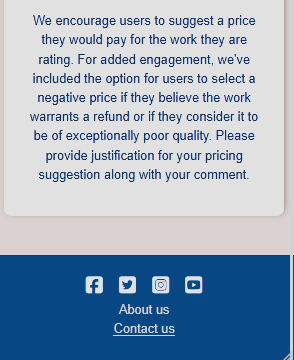 We encourage users to suggest a price
they would pay for the work they are
rating. For added engagement, we've
included the option for users to select a
negative price if they believe the work
warrants a refund or if they consider it to
be of exceptionally poor quality. Please
provide justification for your pricing
suggestion along with your comment.
About us
Contact us